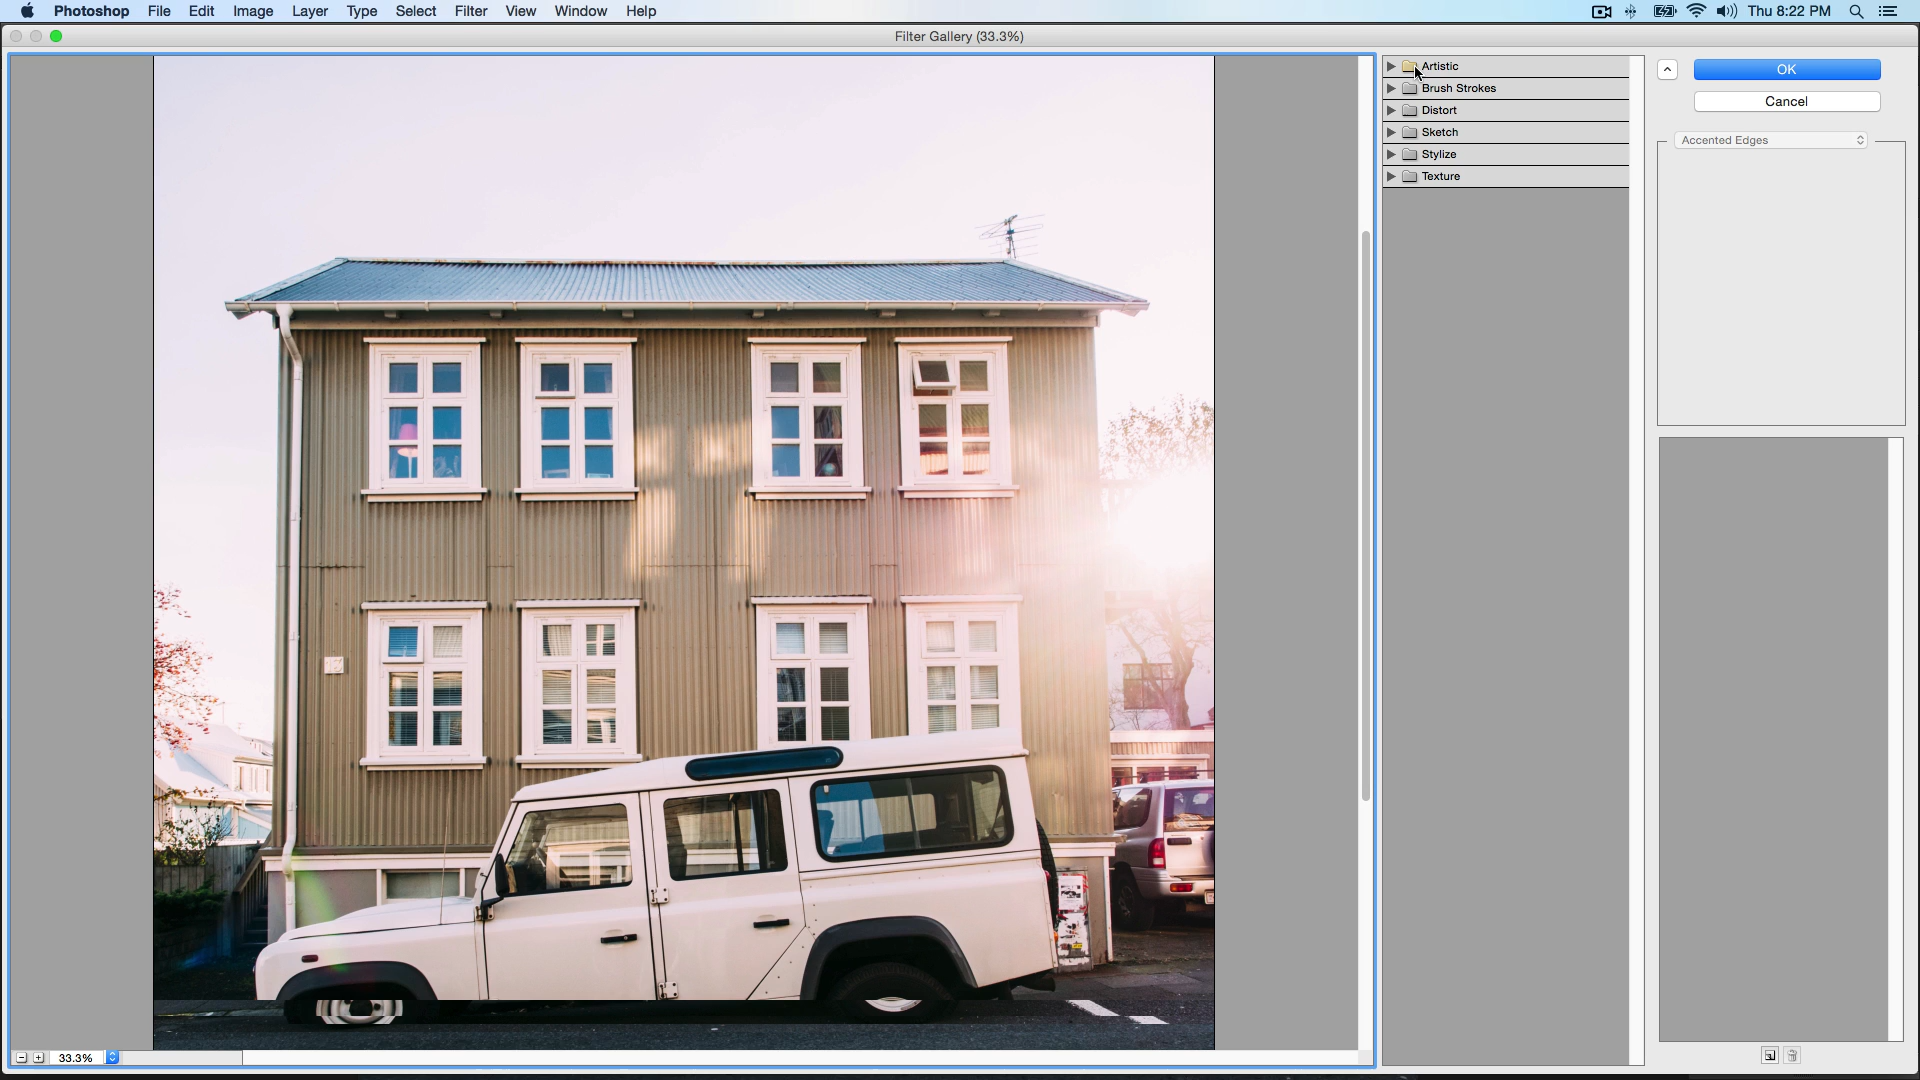 Photoshop File Edit Image Layer Type Select Filter View Window Help Thu 8:22 PM
Filter Gallery (33.3%)
Artistic
Brush Strokes
Distort
Sketch
Stylize
Texture
OK
Cancel
Accented Edges
33.3%